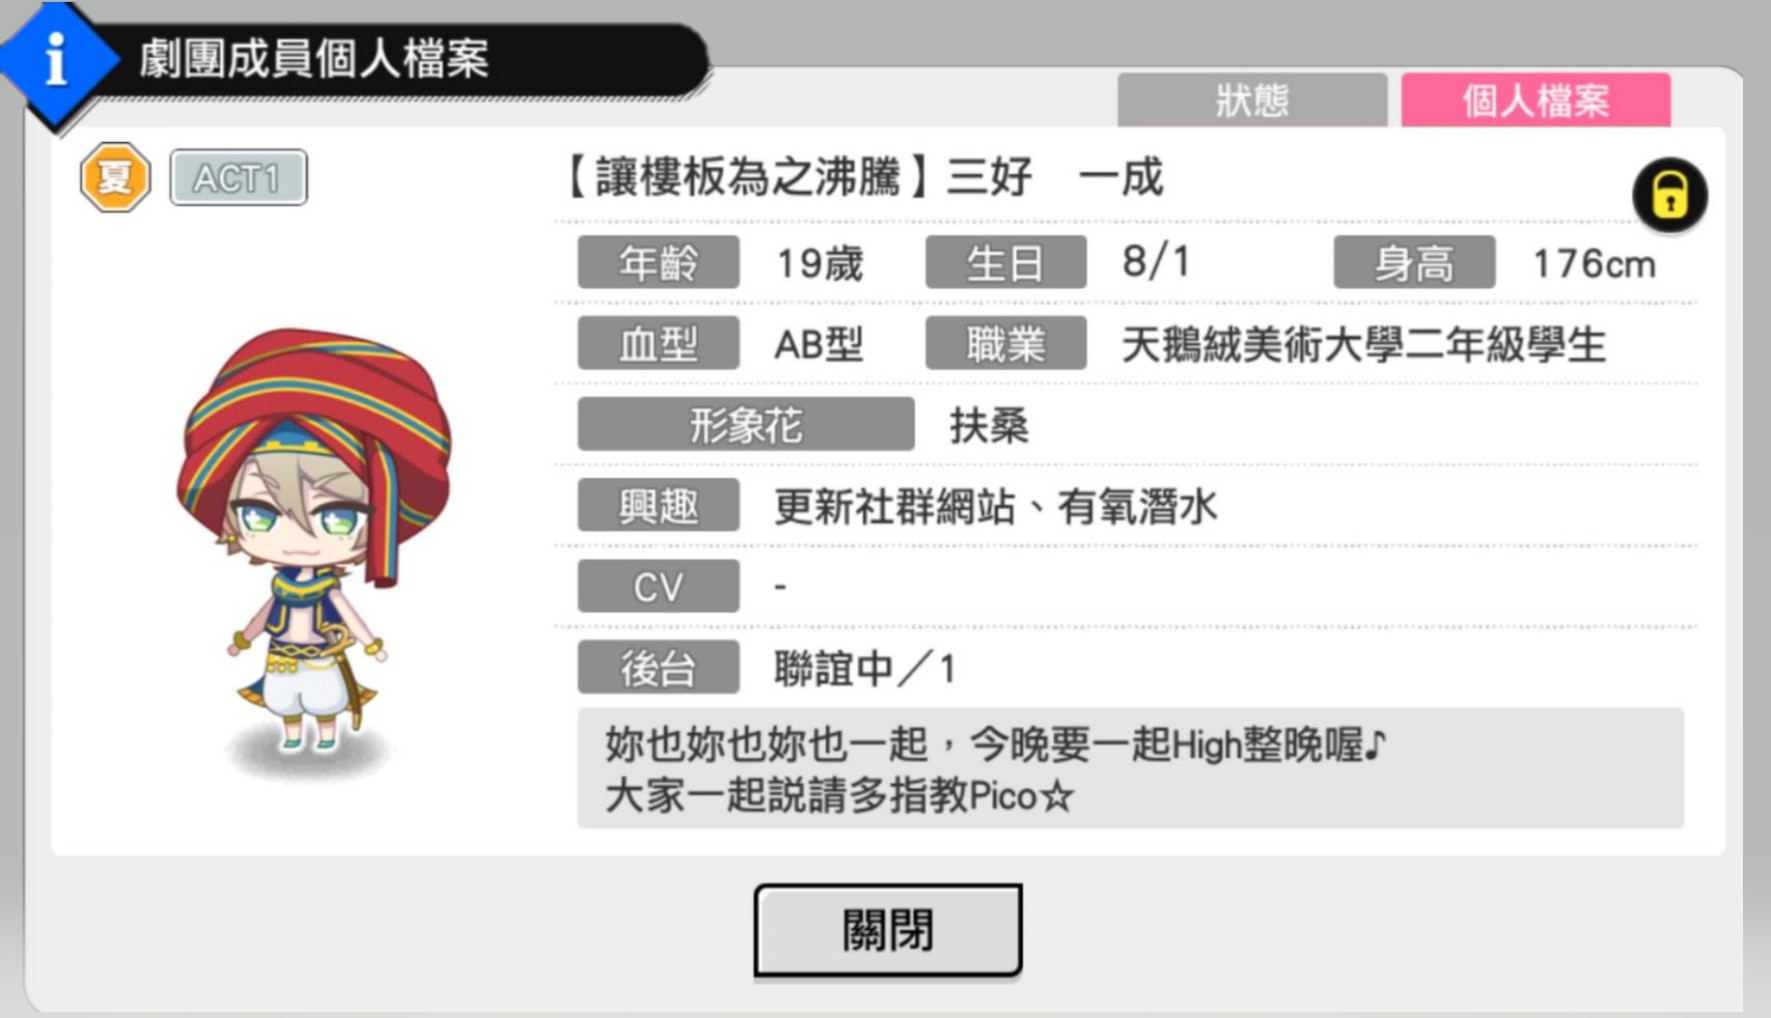 i
劇團成員個人檔案
狀態
個人檔案
夏
ACT1
【讓樓板為之沸騰】三好　一成
年齡 19歲 生日 8/1 身高 176cm
血型 AB型 職業 天鵝絨美術大學二年級學生
形象花 扶桑
興趣 更新社群網站、有氧潛水
CV -
後台 聯誼中／1
妳也妳也妳也一起，今晚要一起High整晚喔♪
大家一起説請多指教Pico☆
關閉